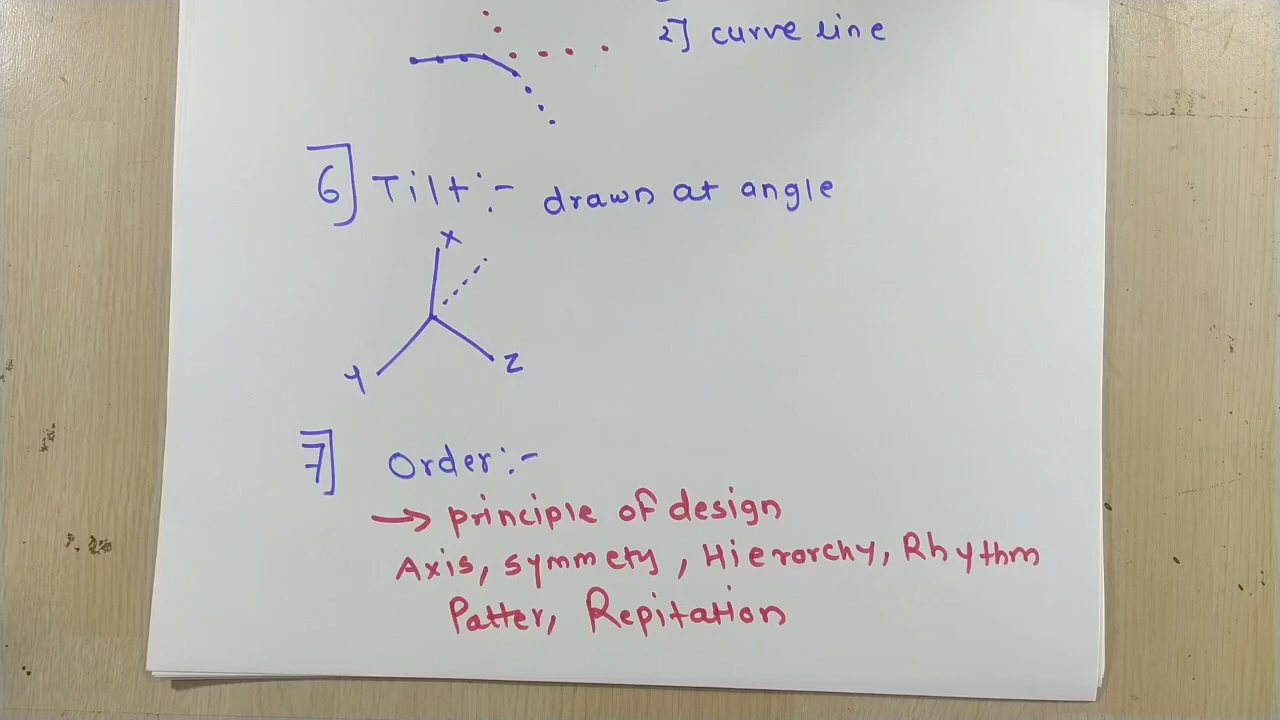 2] curve line
6] Tilt :- drawn at angle
X
Y
Z
7] Order :-
→ principle of design
Axis, symmety, Hierarchy, Rhythm
Patter, Repitation